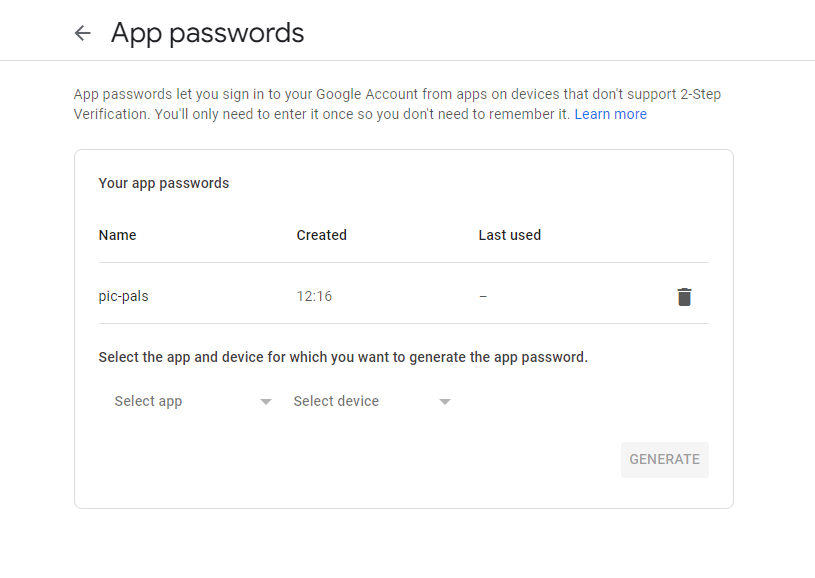 App passwords
App passwords let you sign in to your Google Account from apps on devices that don't support 2-Step
Verification. You'll only need to enter it once so you don't need to remember it. Learn more
Your app passwords
Name Created Last used
pic-pals 12:16 –
Select the app and device for which you want to generate the app password.
Select app Select device
GENERATE